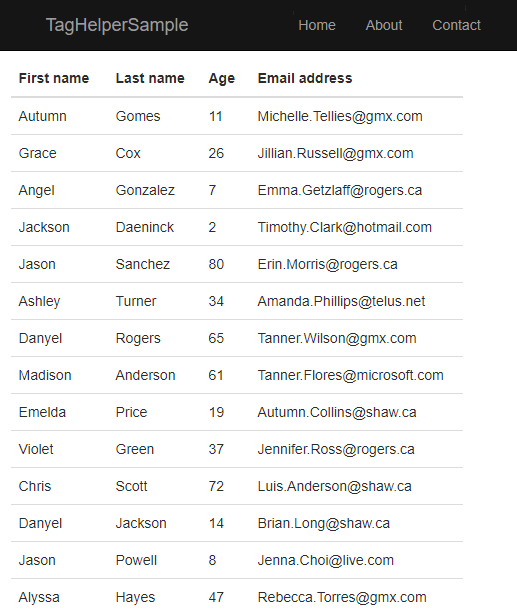 TagHelperSample Home About Contact
First name Last name Age Email address
Autumn Gomes 11 Michelle.Tellies@gmx.com
Grace Cox 26 Jillian.Russell@gmx.com
Angel Gonzalez 7 Emma.Getzlaff@rogers.ca
Jackson Daeninck 2 Timothy.Clark@hotmail.com
Jason Sanchez 80 Erin.Morris@rogers.ca
Ashley Turner 34 Amanda.Phillips@telus.net
Danyel Rogers 65 Tanner.Wilson@gmx.com
Madison Anderson 61 Tanner.Flores@microsoft.com
Emelda Price 19 Autumn.Collins@shaw.ca
Violet Green 37 Jennifer.Ross@rogers.ca
Chris Scott 72 Luis.Anderson@shaw.ca
Danyel Jackson 14 Brian.Long@shaw.ca
Jason Powell 8 Jenna.Choi@live.com
Alyssa Hayes 47 Rebecca.Torres@gmx.com